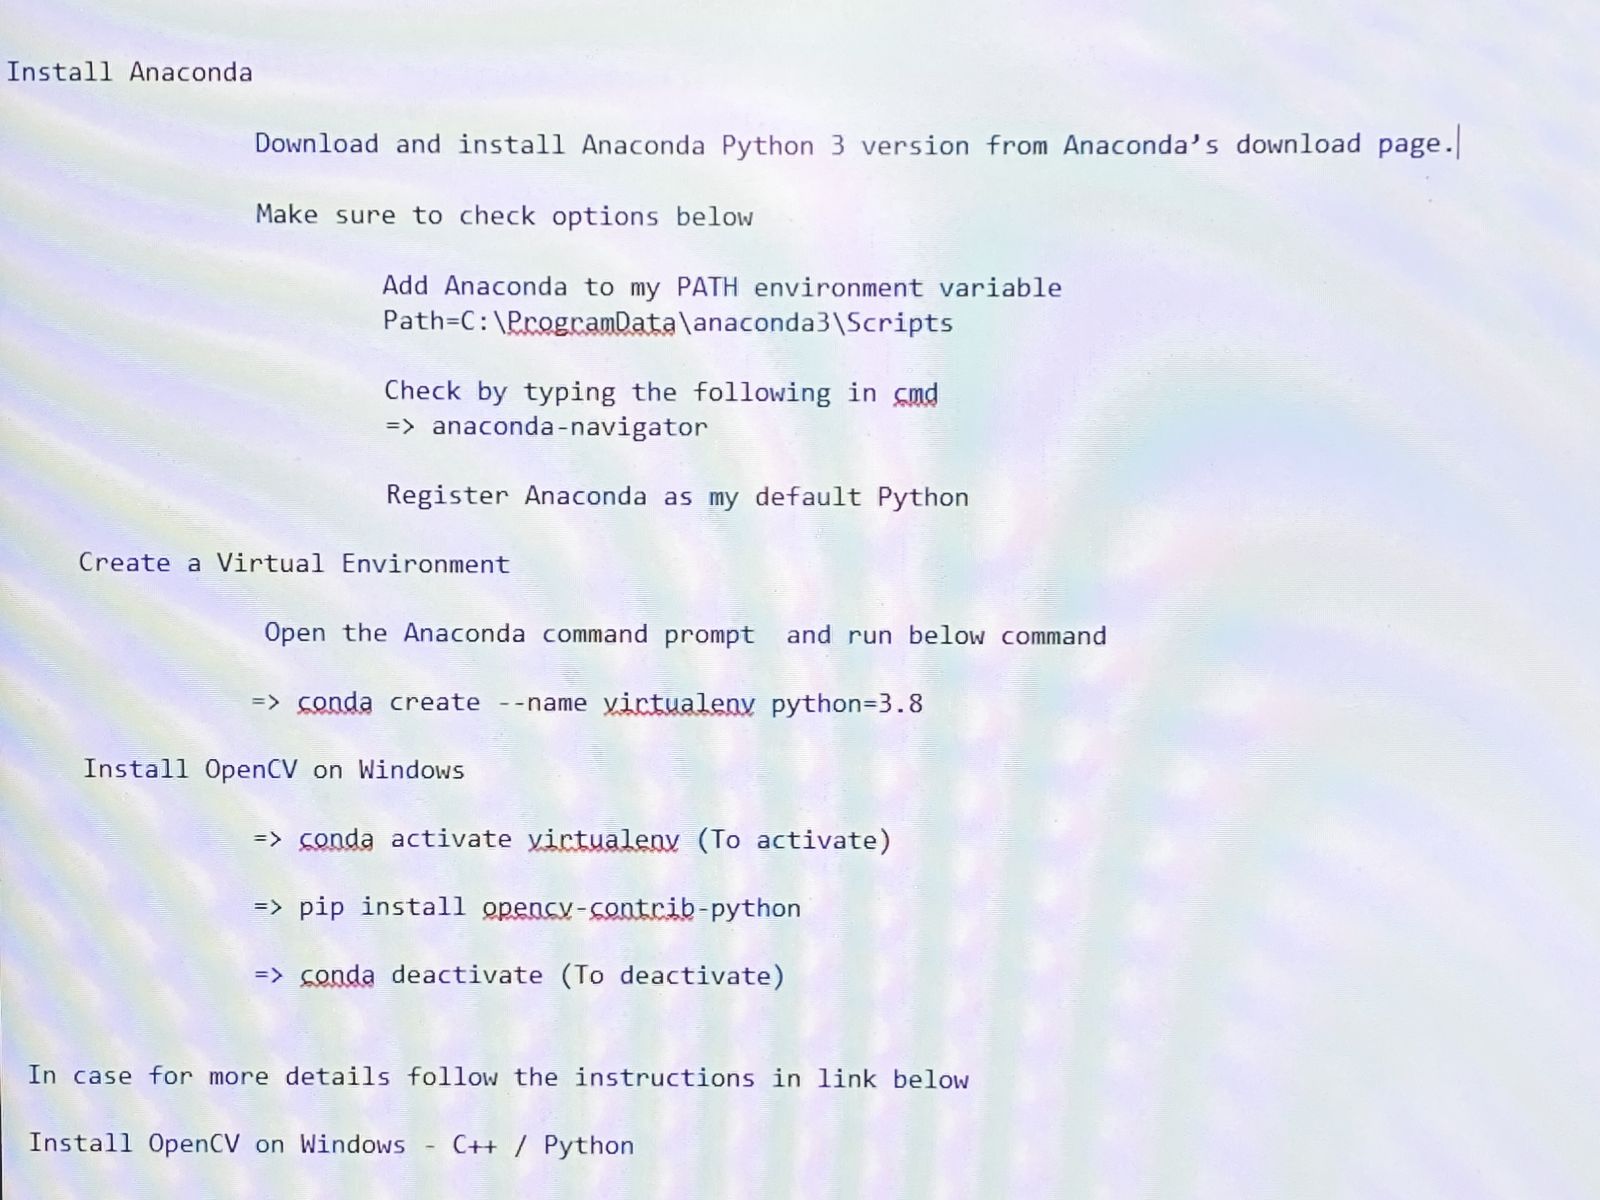 Install Anaconda
Download and install Anaconda Python 3 version from Anaconda’s download page.
Make sure to check options below
Add Anaconda to my PATH environment variable
Path=C:\ProgramData\anaconda3\Scripts
Check by typing the following in cmd
=> anaconda-navigator
Register Anaconda as my default Python
Create a Virtual Environment
Open the Anaconda command prompt  and run below command
=> conda create --name virtualenv python=3.8
Install OpenCV on Windows
=> conda activate virtualenv (To activate)
=> pip install opencv-contrib-python
=> conda deactivate (To deactivate)
In case for more details follow the instructions in link below
Install OpenCV on Windows - C++ / Python